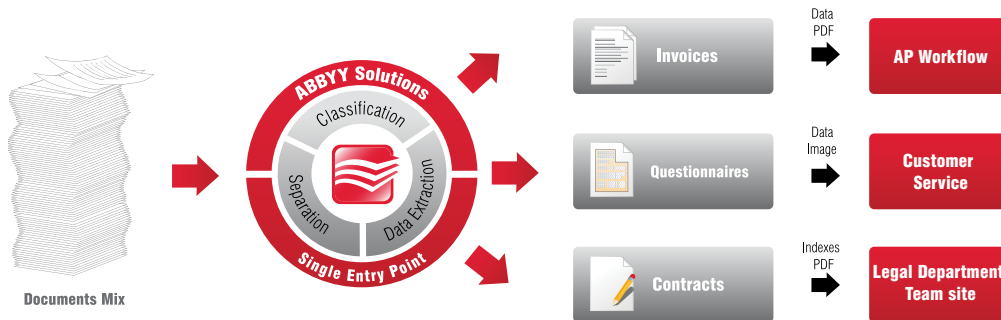 Documents Mix
ABBYY Solutions
Classification
Separation
Data Extraction
Single Entry Point
Invoices
Data
PDF
AP Workflow
Questionnaires
Data
Image
Customer
Service
Contracts
Indexes
PDF
Legal Department
Team site